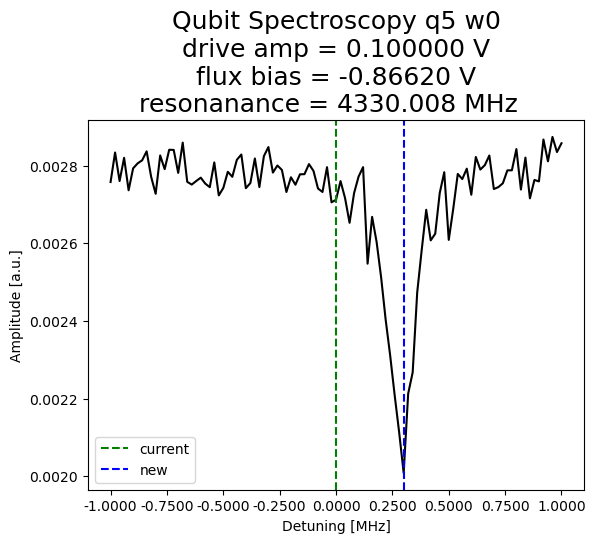 Qubit Spectroscopy q5 w0
drive amp = 0.100000 V
flux bias = -0.86620 V
resonanance = 4330.008 MHz
0.0028
0.0026
0.0024
0.0022
0.0020
Amplitude [a.u.]
current
new
-1.0000 -0.7500 -0.5000 -0.2500 0.0000 0.2500 0.5000 0.7500 1.0000
Detuning [MHz]